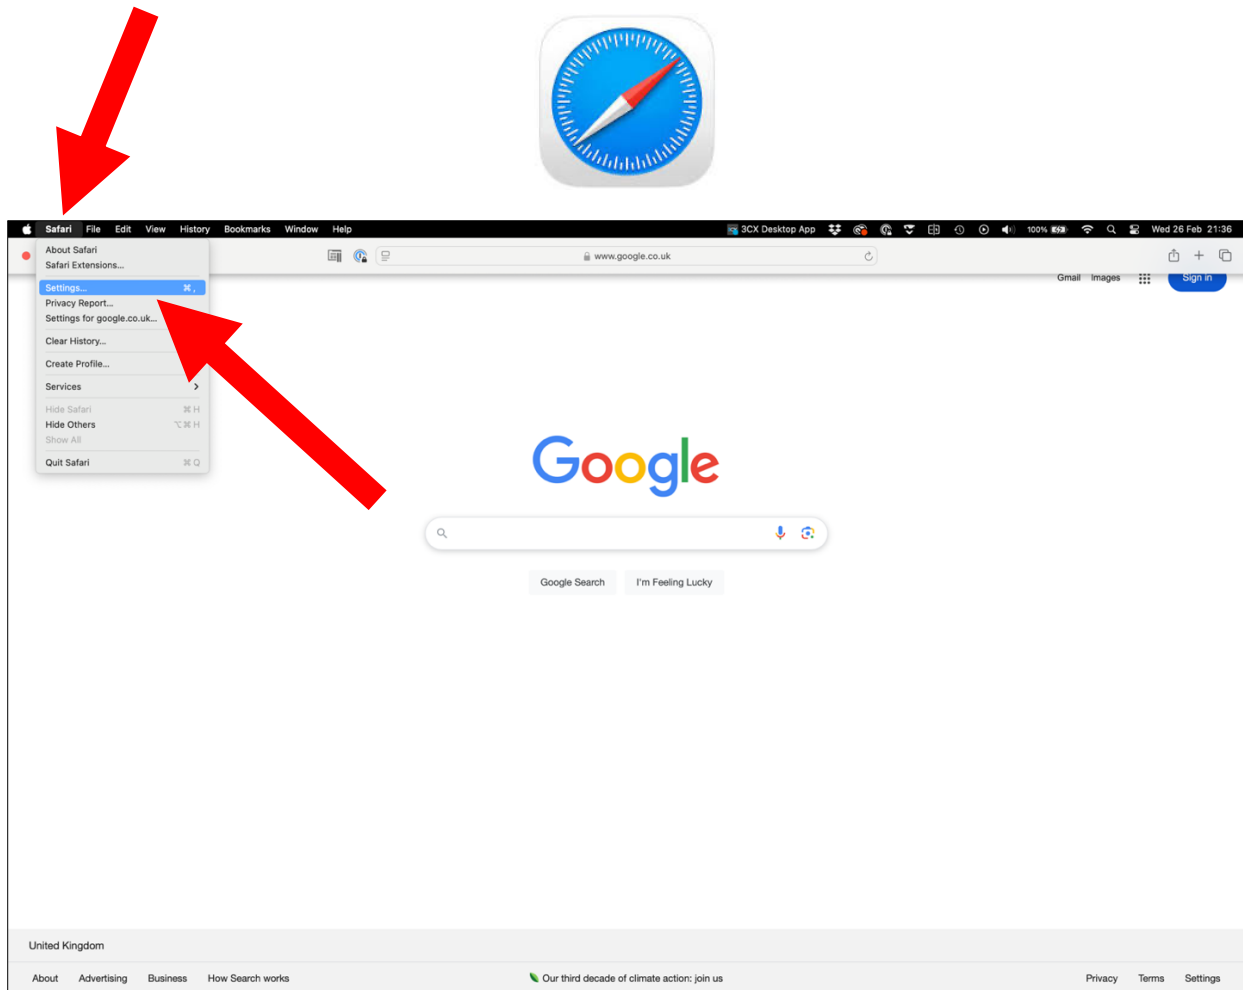 Safari File Edit View History Bookmarks Window Help 3CX Desktop App 100% Wed 26 Feb 21:36
About Safari
Safari Extensions...
www.google.co.uk
Settings... ⌘ ,
Gmail Images Sign in
Privacy Report...
Settings for google.co.uk...
Clear History...
Create Profile...
Services
Hide Safari ⌘ H
Hide Others ⌥ ⌘ H
Show All
Quit Safari ⌘ Q
Google
Google Search I'm Feeling Lucky
United Kingdom
About Advertising Business How Search works Our third decade of climate action: join us Privacy Terms Settings